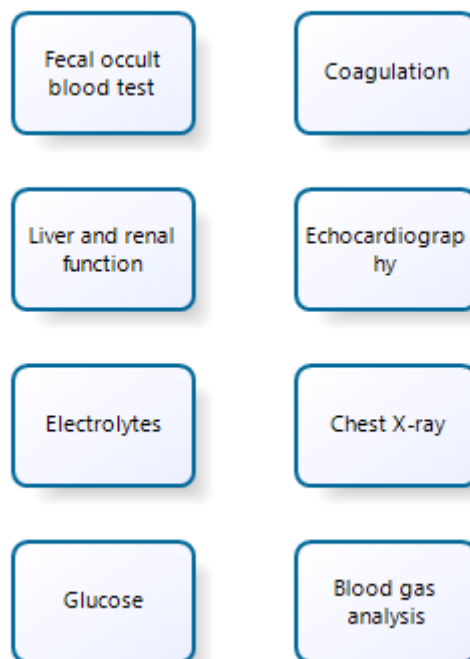 Fecal occult
blood test
Coagulation
Liver and renal
function
Echocardiograp
hy
Electrolytes
Chest X-ray
Glucose
Blood gas
analysis